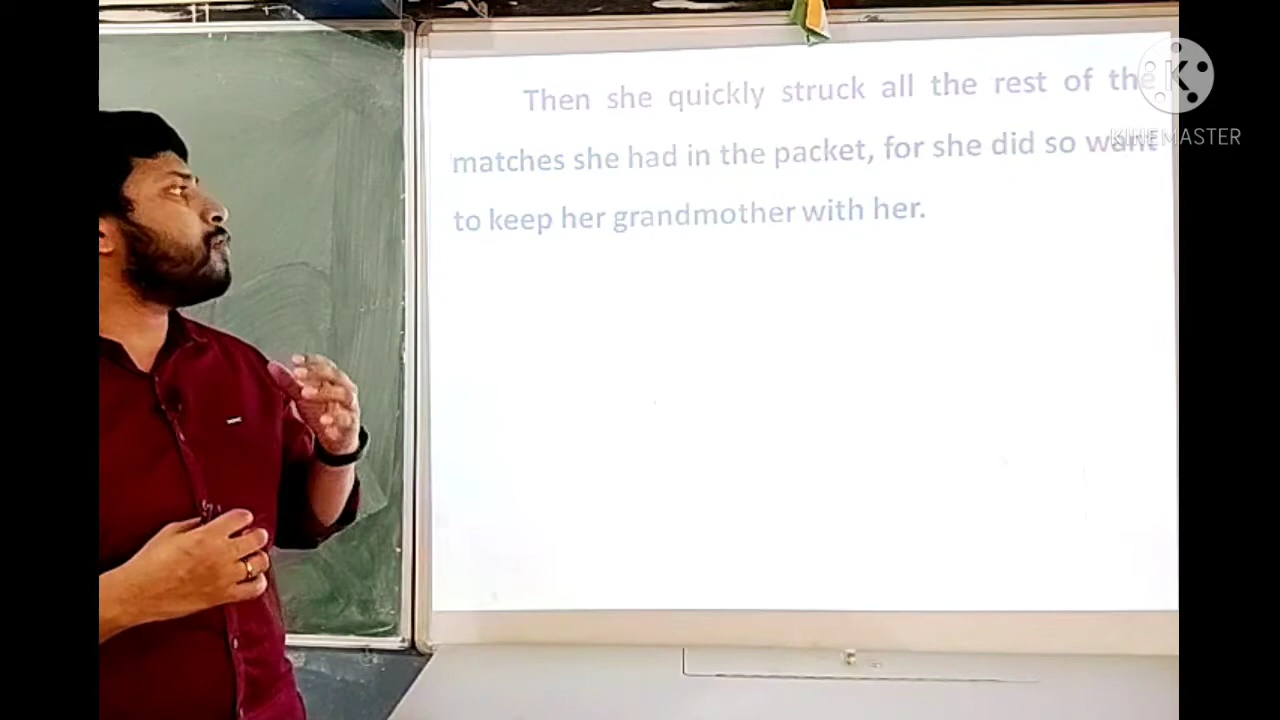 Then she quickly struck all the rest of the
matches she had in the packet, for she did so want
to keep her grandmother with her.
K
KINEMASTER